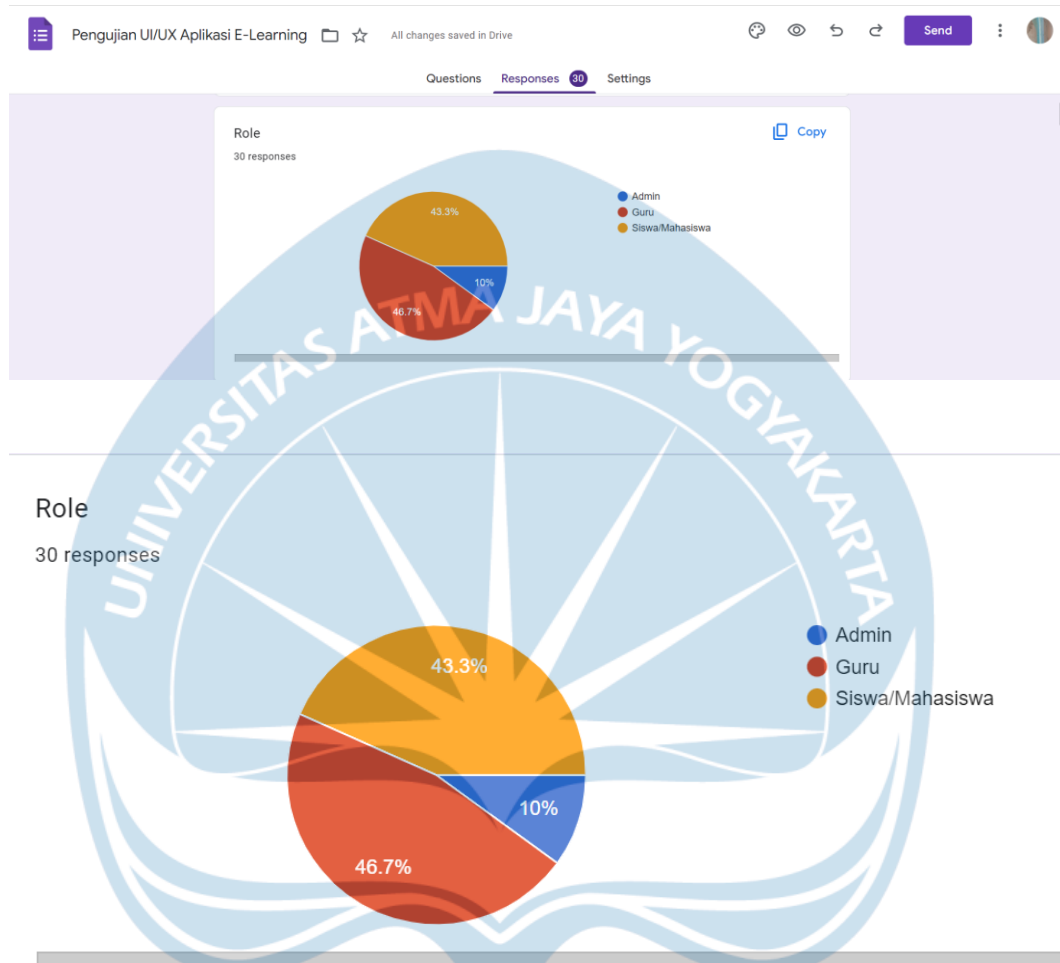 Pengujian UI/UX Aplikasi E-Learning All changes saved in Drive Send
Questions Responses 30 Settings
Role
Copy
30 responses
43.3%
Admin
Guru
Siswa/Mahasiswa
10%
46.7%
UNIVERSITAS ATMA JAYA YOGYAKARTA
Role
30 responses
43.3%
Admin
Guru
Siswa/Mahasiswa
10%
46.7%